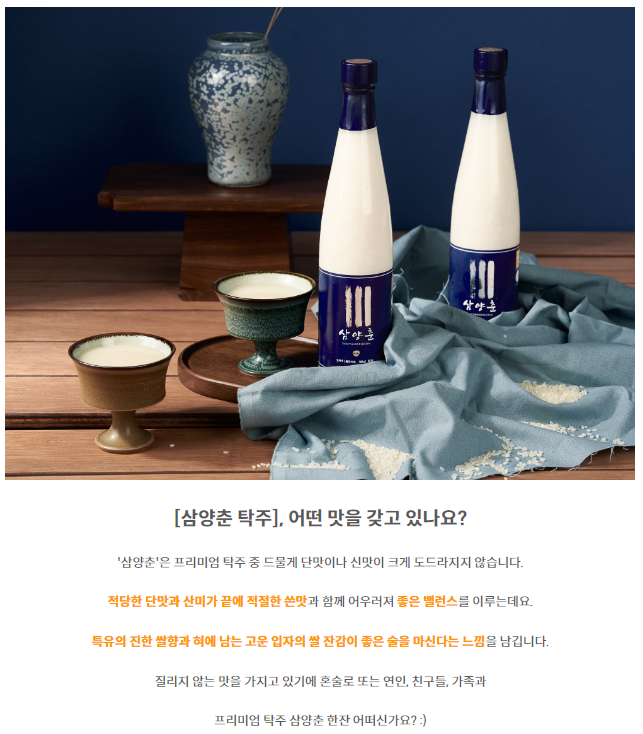 삼양춘
삼양춘
[삼양춘 탁주], 어떤 맛을 갖고 있나요?
'삼양춘'은 프리미엄 탁주 중 드물게 단맛이나 신맛이 크게 도드라지지 않습니다.
적당한 단맛과 산미가 끝에 적절한 쓴맛과 함께 어우러져 좋은 밸런스를 이루는데요.
특유의 진한 쌀향과 혀에 남는 고운 입자의 쌀 잔감이 좋은 술을 마신다는 느낌을 남깁니다.
질리지 않는 맛을 가지고 있기에 혼술로 또는 연인, 친구들, 가족과
프리미엄 탁주 삼양춘 한잔 어떠신가요? :)